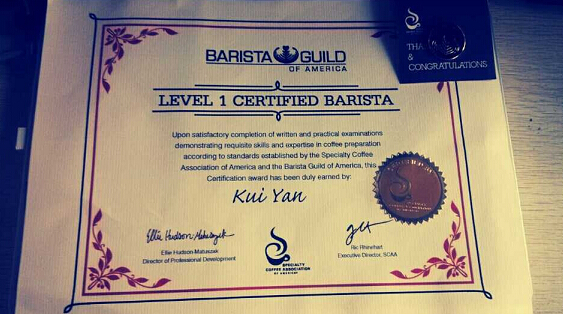 BARISTA GUILD
OF AMERICA
THA
&
CONGRATULATIONS
LEVEL 1 CERTIFIED BARISTA
Upon satisfactory completion of written and practical examinations
demonstrating requisite skills and expertise in coffee preparation
according to standards established by the Specialty Coffee
Association of America and the Barista Guild of America, this
Certification award has been duly earned by:
Kui Yan
Ellie Hudson-Matuszak
Ellie Hudson-Matuszak
Director of Professional Development
SPECIALTY
COFFEE ASSOCIATION
OF AMERICA
Ric Rhinehart
Executive Director, SCAA